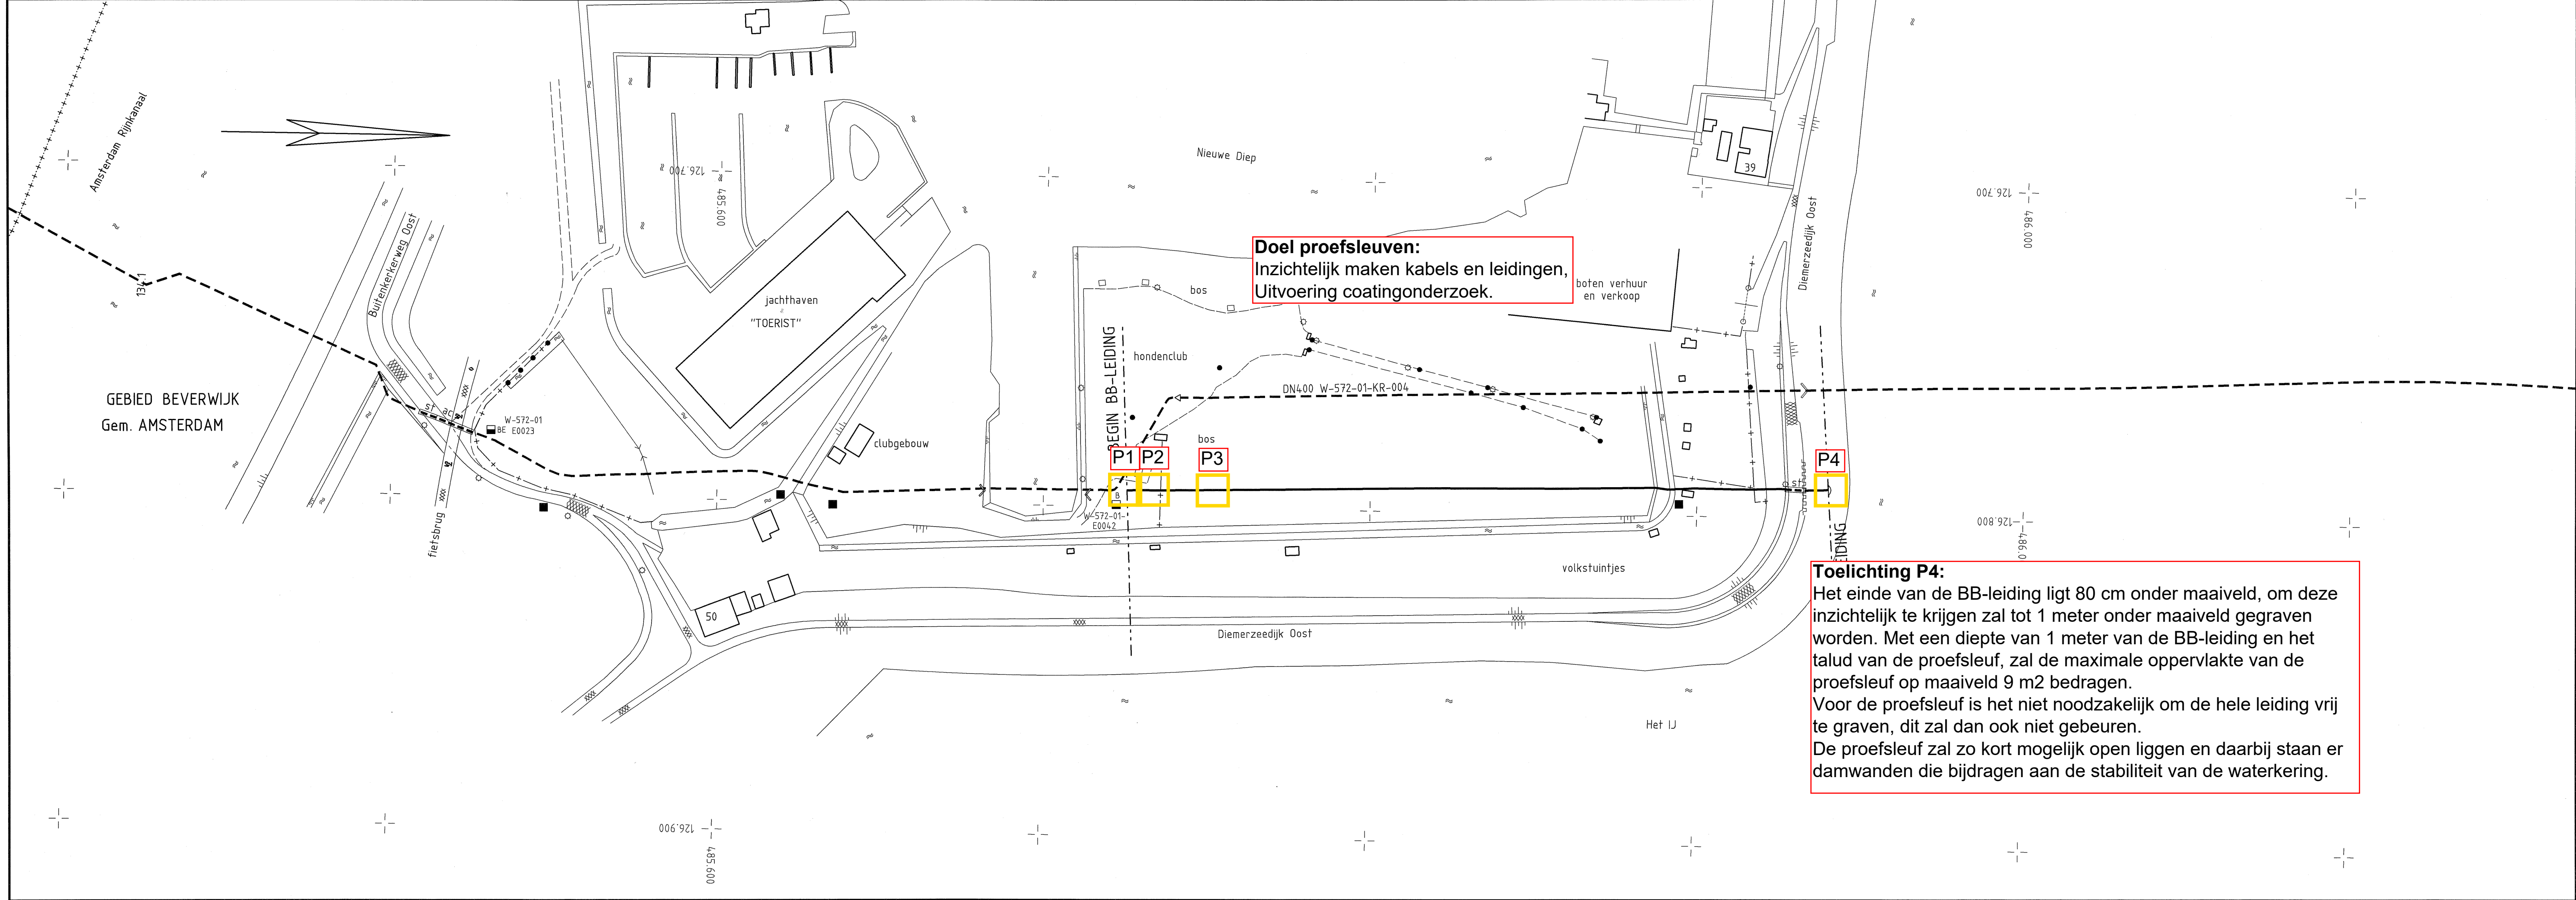 Amsterdam Rijnkanaal
Buitenkerkerweg Oost
1731
GEBIED BEVERWIJK
Gem. AMSTERDAM
fietsbrug
W-572-01
BE E0023
126.700
485.600
jachthaven
"TOERIST"
clubgebouw
50
Nieuwe Diep
Doel proefsleuven:
Inzichtelijk maken kabels en leidingen,
Uitvoering coatingonderzoek.
bos
hondenclub
BEGIN BB-LEIDING
DN400 W-572-01-KR-004
bos
P1
P2
P3
P4
B
W-572-01-
E0042
boten verhuur
en verkoop
39
Diemerzeedijk Oost
126.700
486.000
st
126.800
486.0
EIDING
volkstuintjes
Diemerzeedijk Oost
Het IJ
126.900
485.600
Toelichting P4:
Het einde van de BB-leiding ligt 80 cm onder maaiveld, om deze
inzichtelijk te krijgen zal tot 1 meter onder maaiveld gegraven
worden. Met een diepte van 1 meter van de BB-leiding en het
talud van de proefsleuf, zal de maximale oppervlakte van de
proefsleuf op maaiveld 9 m2 bedragen.
Voor de proefsleuf is het niet noodzakelijk om de hele leiding vrij
te graven, dit zal dan ook niet gebeuren.
De proefsleuf zal zo kort mogelijk open liggen en daarbij staan er
damwanden die bijdragen aan de stabiliteit van de waterkering.